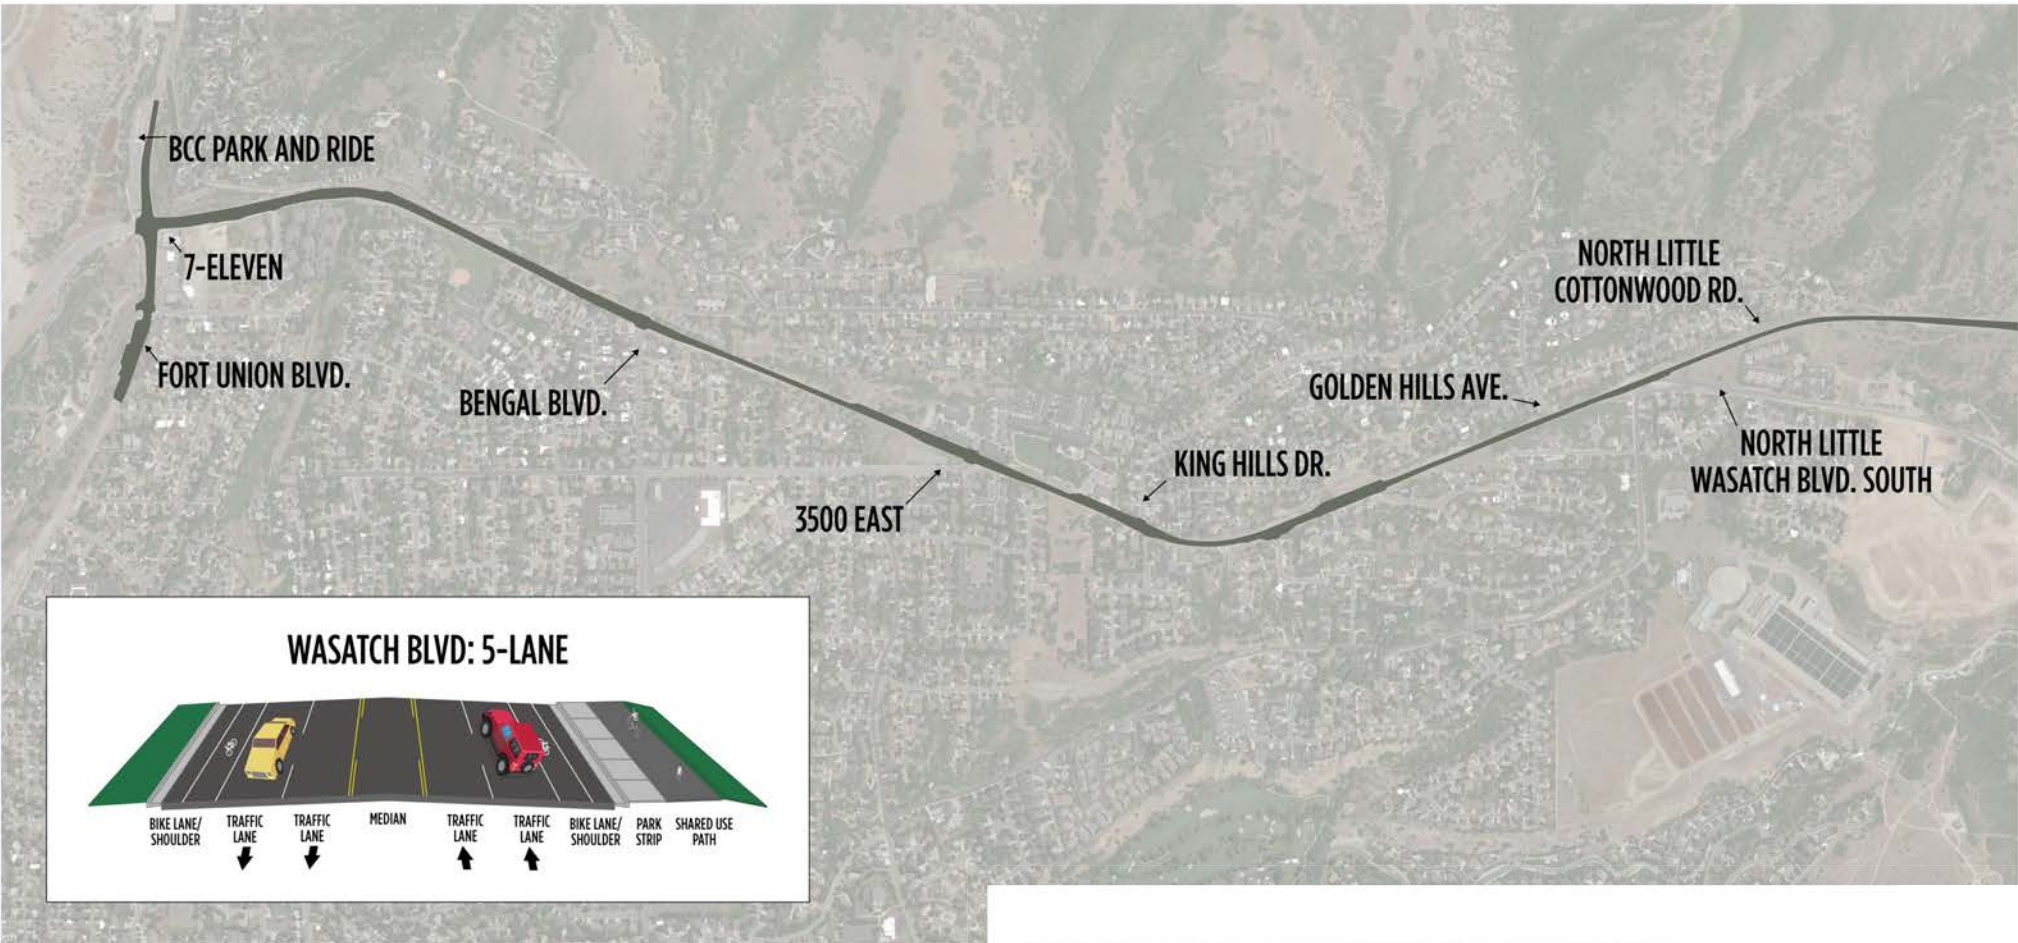 BCC PARK AND RIDE
7-ELEVEN
FORT UNION BLVD.
BENGAL BLVD.
3500 EAST
KING HILLS DR.
GOLDEN HILLS AVE.
NORTH LITTLE
COTTONWOOD RD.
NORTH LITTLE
WASATCH BLVD. SOUTH
WASATCH BLVD: 5-LANE
BIKE LANE/
SHOULDER
TRAFFIC
LANE
TRAFFIC
LANE
MEDIAN
TRAFFIC
LANE
TRAFFIC
LANE
BIKE LANE/
SHOULDER
PARK
STRIP
SHARED USE
PATH